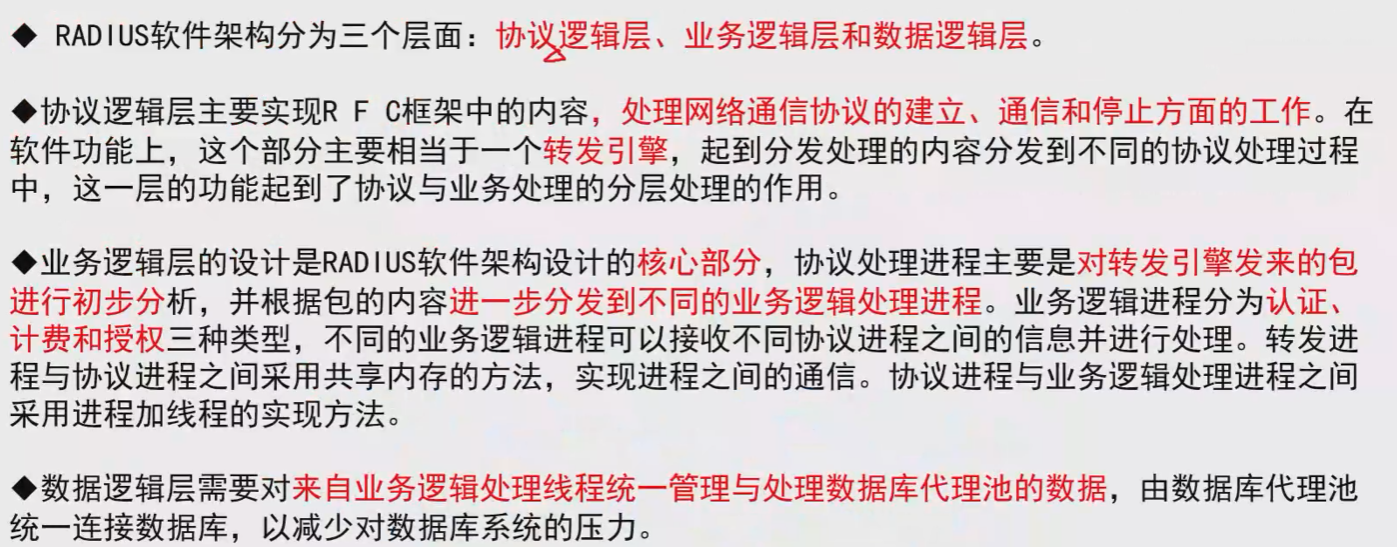 ◆ RADIUS软件架构分为三个层面：协议逻辑层、业务逻辑层和数据逻辑层。
◆协议逻辑层主要实现R F C框架中的内容，处理网络通信协议的建立、通信和停止方面的工作。在
软件功能上，这个部分主要相当于一个转发引擎，起到分发处理的内容分发到不同的协议处理过程
中，这一层的功能起到了协议与业务处理的分层处理的作用。
◆业务逻辑层的设计是RADIUS软件架构设计的核心部分，协议处理进程主要是对转发引擎发来的包
进行初步分析，并根据包的内容进一步分发到不同的业务逻辑处理进程。业务逻辑进程分为认证、
计费和授权三种类型，不同的业务逻辑进程可以接收不同协议进程之间的信息并进行处理。转发进
程与协议进程之间采用共享内存的方法，实现进程之间的通信。协议进程与业务逻辑处理进程之间
采用进程加线程的实现方法。
◆数据逻辑层需要对来自业务逻辑处理线程统一管理与处理数据库代理池的数据，由数据库代理池
统一连接数据库，以减少对数据库系统的压力。